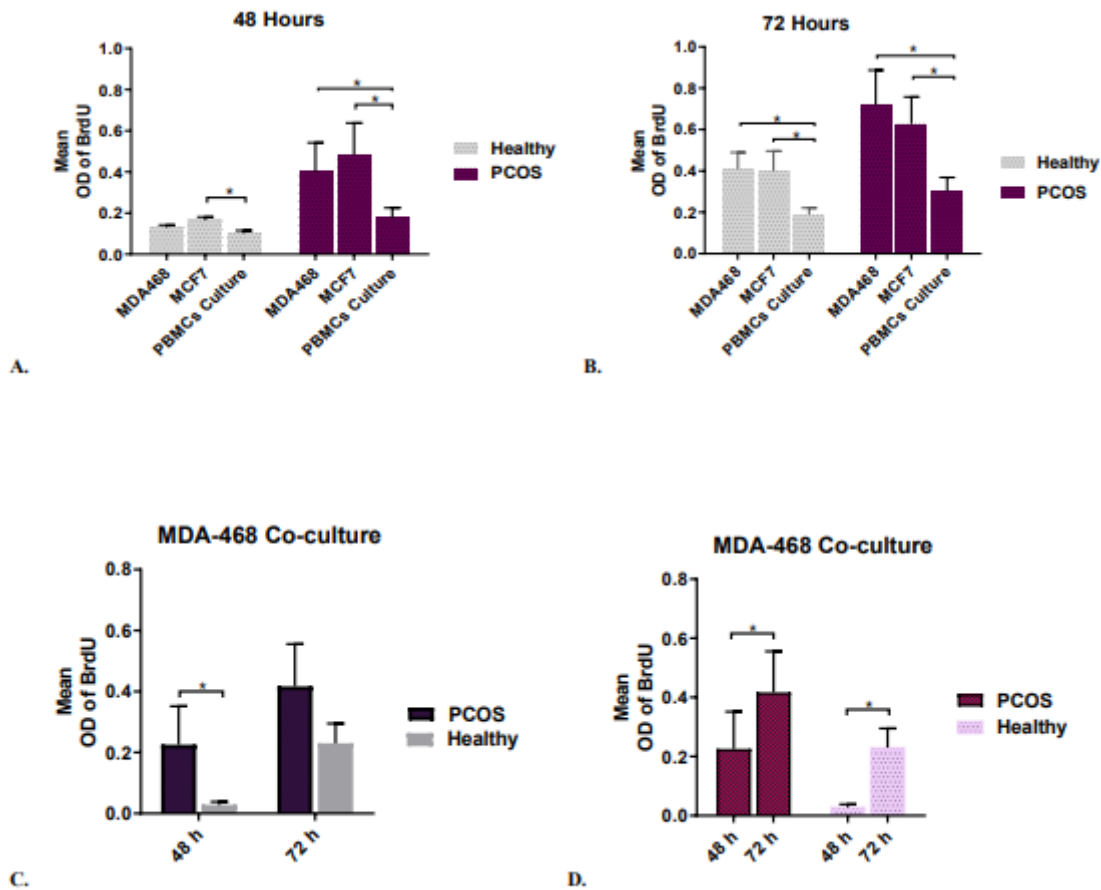 48 Hours
Mean
OD of BrdU
1.0
0.8
0.6
0.4
0.2
0.0
*
*
*
MDA468
MCF7
PBMCs Culture
MDA468
MCF7
PBMCs Culture
Healthy
PCOS
A.
72 Hours
Mean
OD of BrdU
1.0
0.8
0.6
0.4
0.2
0.0
*
*
*
*
MDA468
MCF7
PBMCs Culture
MDA468
MCF7
PBMCs Culture
Healthy
PCOS
B.
MDA-468 Co-culture
Mean
OD of BrdU
0.8
0.6
0.4
0.2
0.0
*
48 h
72 h
PCOS
Healthy
C.
MDA-468 Co-culture
Mean
OD of BrdU
0.8
0.6
0.4
0.2
0.0
*
*
48 h
72 h
48 h
72 h
PCOS
Healthy
D.